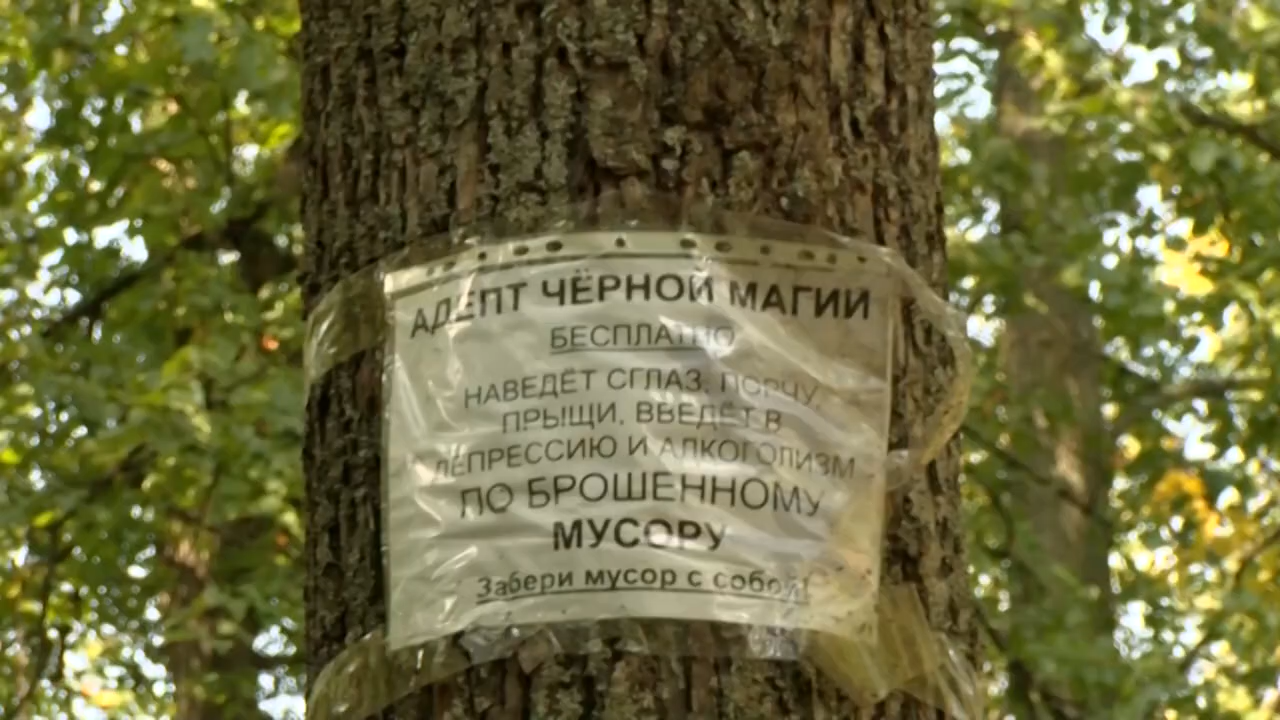 АДЕПТ ЧЁРНОЙ МАГИИ
БЕСПЛАТНО
НАВЕДЁТ СГЛАЗ, ПОРЧУ,
ПРЫЩИ, ВВЕДЁТ В
ДЕПРЕССИЮ И АЛКОГОЛИЗМ
ПО БРОШЕННОМУ
МУСОРУ
Забери мусор с собой!